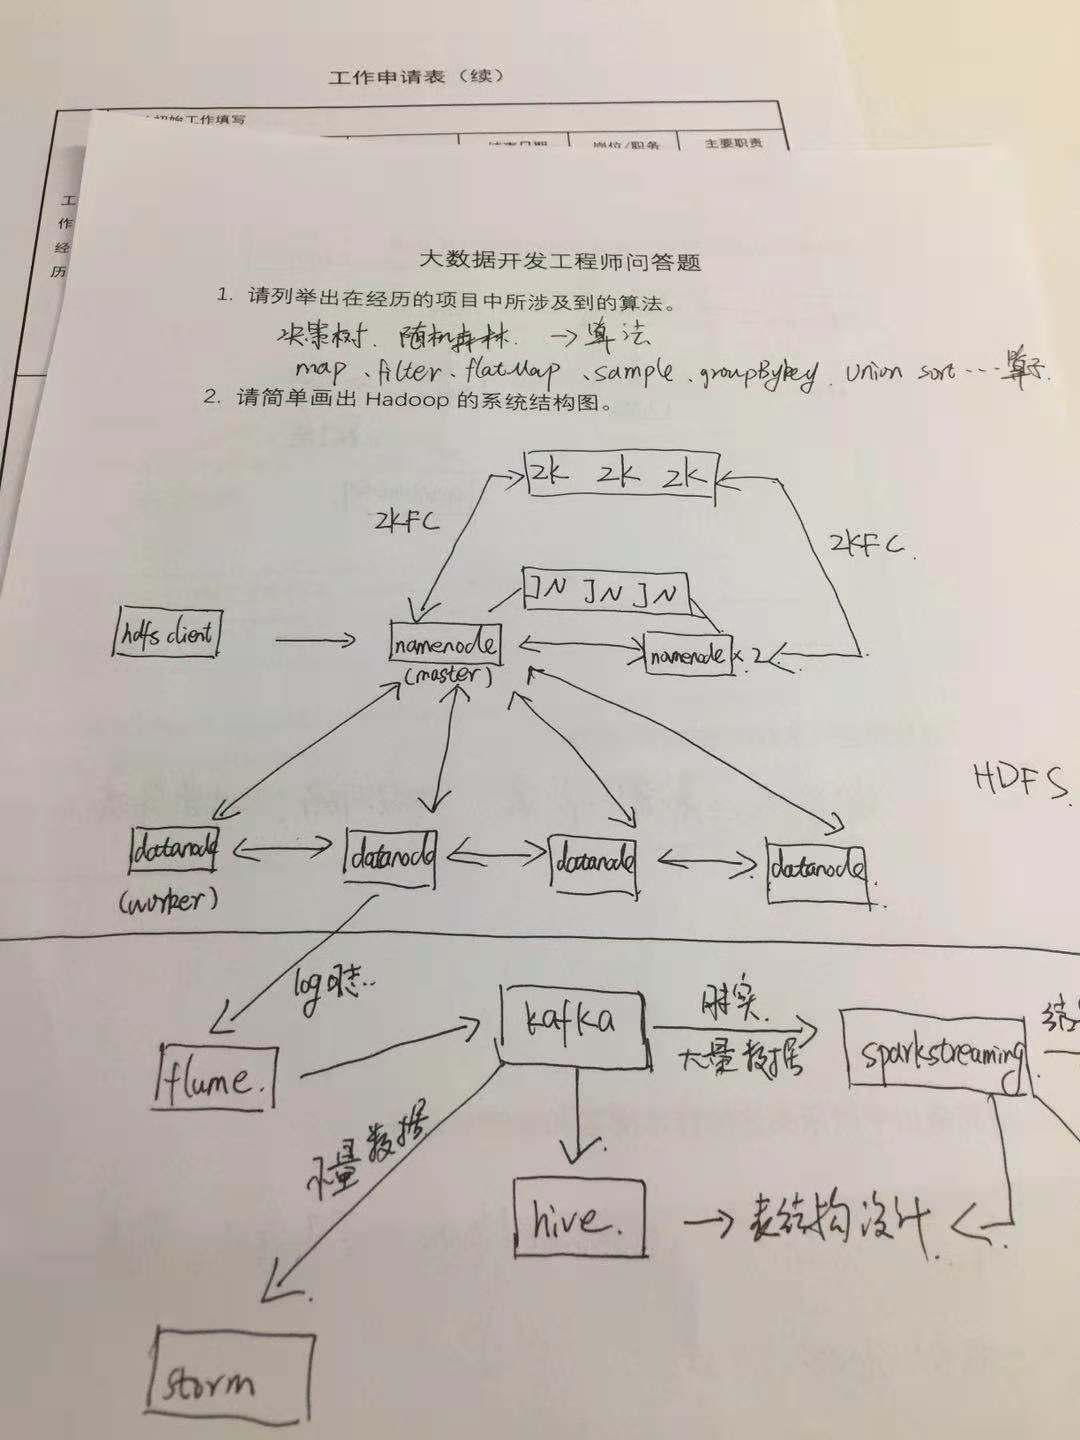 工作申请表（续）
初始工作填写
岗位/职务 主要职责
工
作
经
历
大数据开发工程师问答题
1. 请列举出在经历的项目中所涉及到的算法。
决策树、随机森林. → 算法
map、filter、flatMap、sample、groupBykey、union sort … 算子.
2. 请简单画出 Hadoop 的系统结构图。
ZK ZK ZK
ZKFC
ZKFC.
JN JN JN
hdfs client
namenode
namenode × 2
(master)
HDFS.
datanode
datanode
datanode
datanode
(worker)
log日志..
kafka
时实.
大量数据
sparkstreaming
flume.
小量数据
hive.
→ 表结构设计
storm